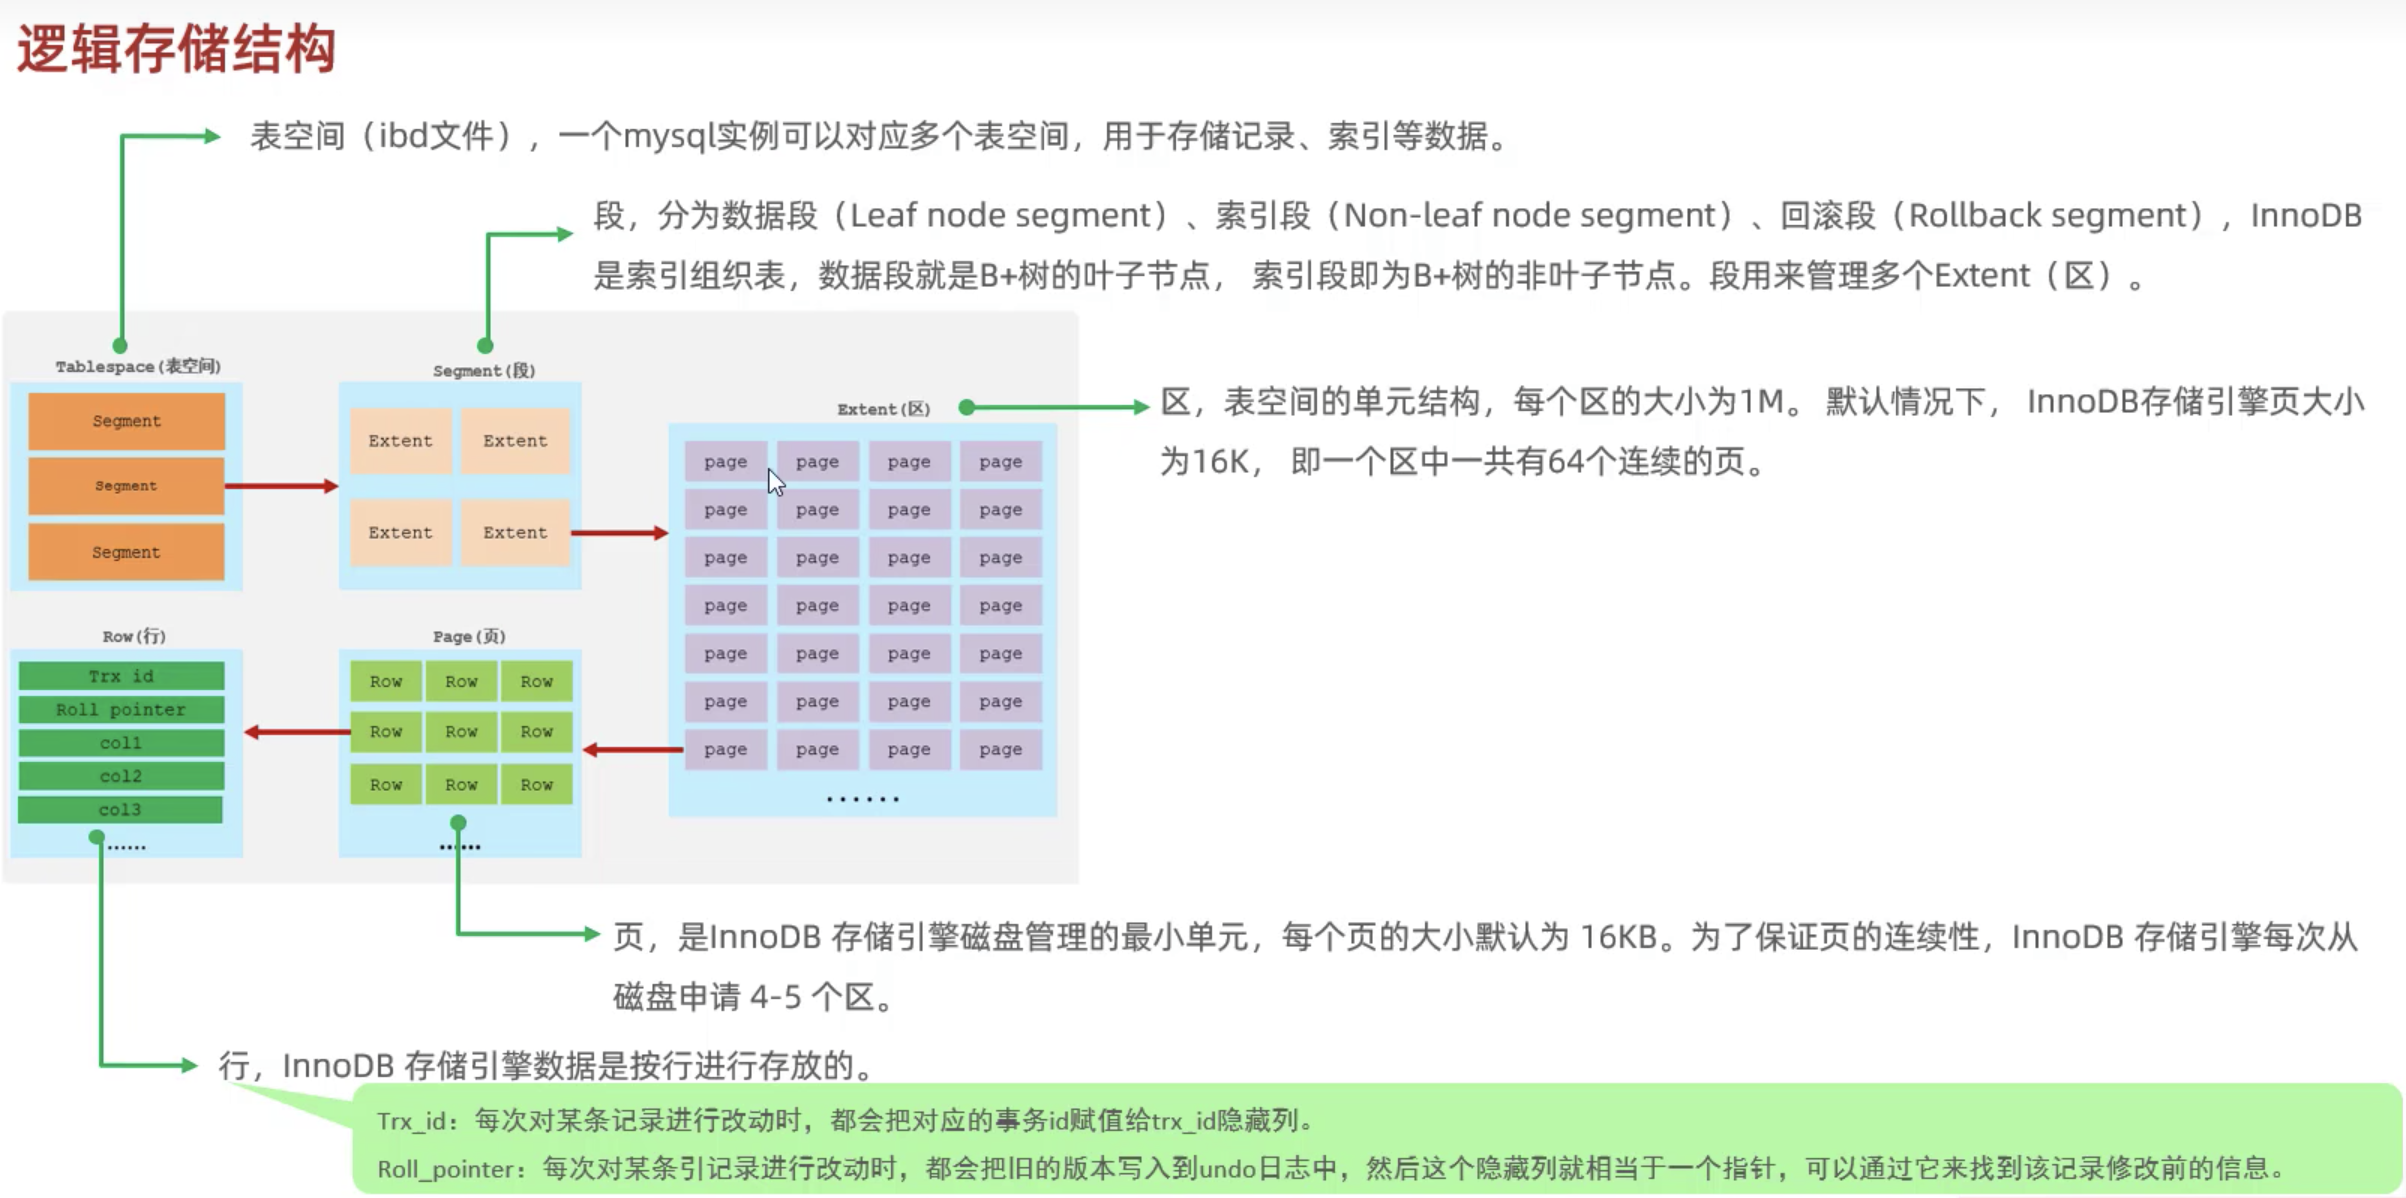 逻辑存储结构
表空间（ibd文件），一个mysql实例可以对应多个表空间，用于存储记录、索引等数据。
段，分为数据段（Leaf node segment）、索引段（Non-leaf node segment）、回滚段（Rollback segment），InnoDB
是索引组织表，数据段就是B+树的叶子节点， 索引段即为B+树的非叶子节点。段用来管理多个Extent（区）。
Tablespace(表空间)
Segment
Segment
Segment
Segment(段)
Extent Extent
Extent Extent
Extent(区)
page page page page
page page page page
page page page page
page page page page
page page page page
page page page page
page page page page
......
区，表空间的单元结构，每个区的大小为1M。 默认情况下， InnoDB存储引擎页大小
为16K， 即一个区中一共有64个连续的页。
Row(行)
Trx id
Roll pointer
col1
col2
col3
......
Page(页)
Row Row Row
Row Row Row
Row Row Row
......
页，是InnoDB 存储引擎磁盘管理的最小单元，每个页的大小默认为 16KB。为了保证页的连续性，InnoDB 存储引擎每次从
磁盘申请 4-5 个区。
行，InnoDB 存储引擎数据是按行进行存放的。
Trx_id：每次对某条记录进行改动时，都会把对应的事务id赋值给trx_id隐藏列。
Roll_pointer：每次对某条引记录进行改动时，都会把旧的版本写入到undo日志中，然后这个隐藏列就相当于一个指针，可以通过它来找到该记录修改前的信息。